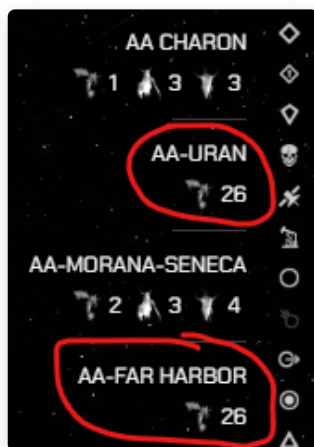 AA CHARON
1 3 3
AA-URAN
26
AA-MORANA-SENECA
2 3 4
AA-FAR HARBOR
26